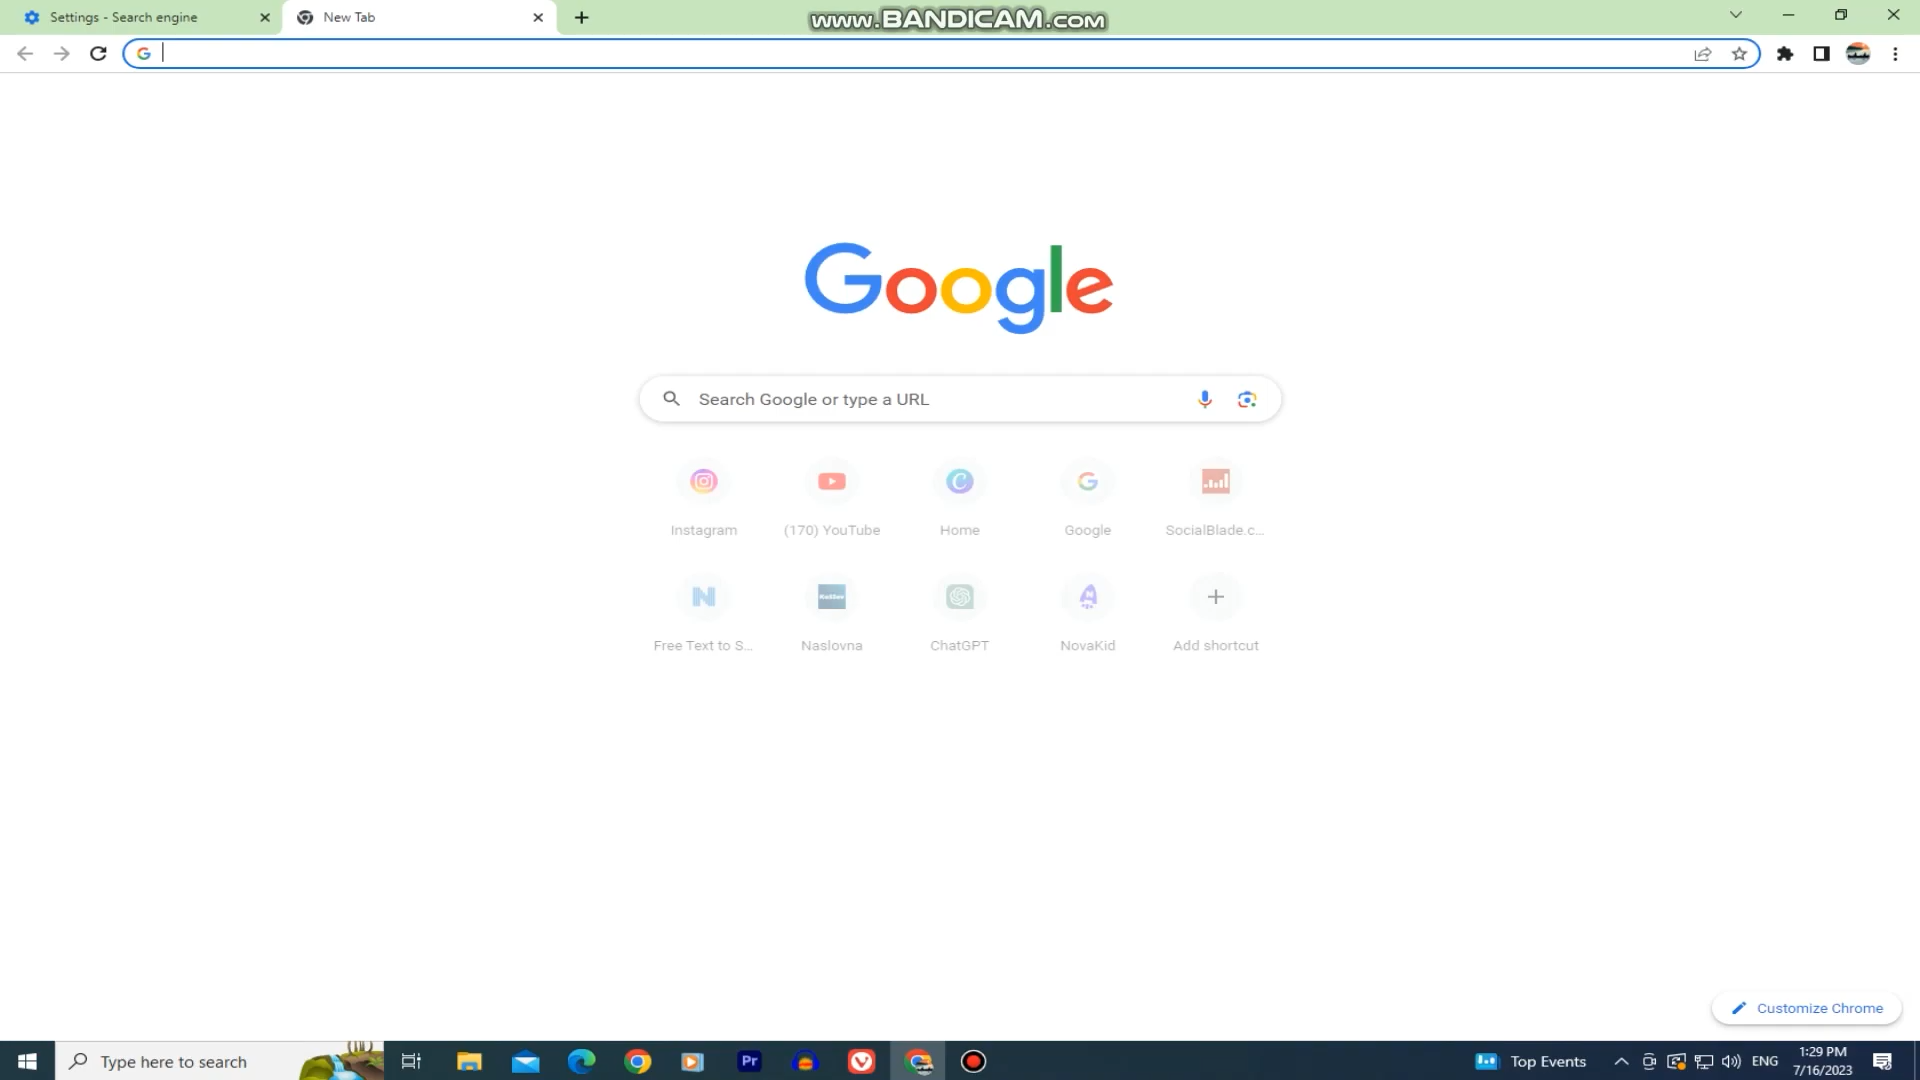 Settings - Search engine
New Tab
www.BANDICAM.com
Google
Search Google or type a URL
Instagram
(170) YouTube
Home
Google
SocialBlade.c...
Free Text to S...
Naslovna
ChatGPT
NovaKid
Add shortcut
Customize Chrome
Type here to search
Pr
Top Events
ENG
1:29 PM
7/16/2023